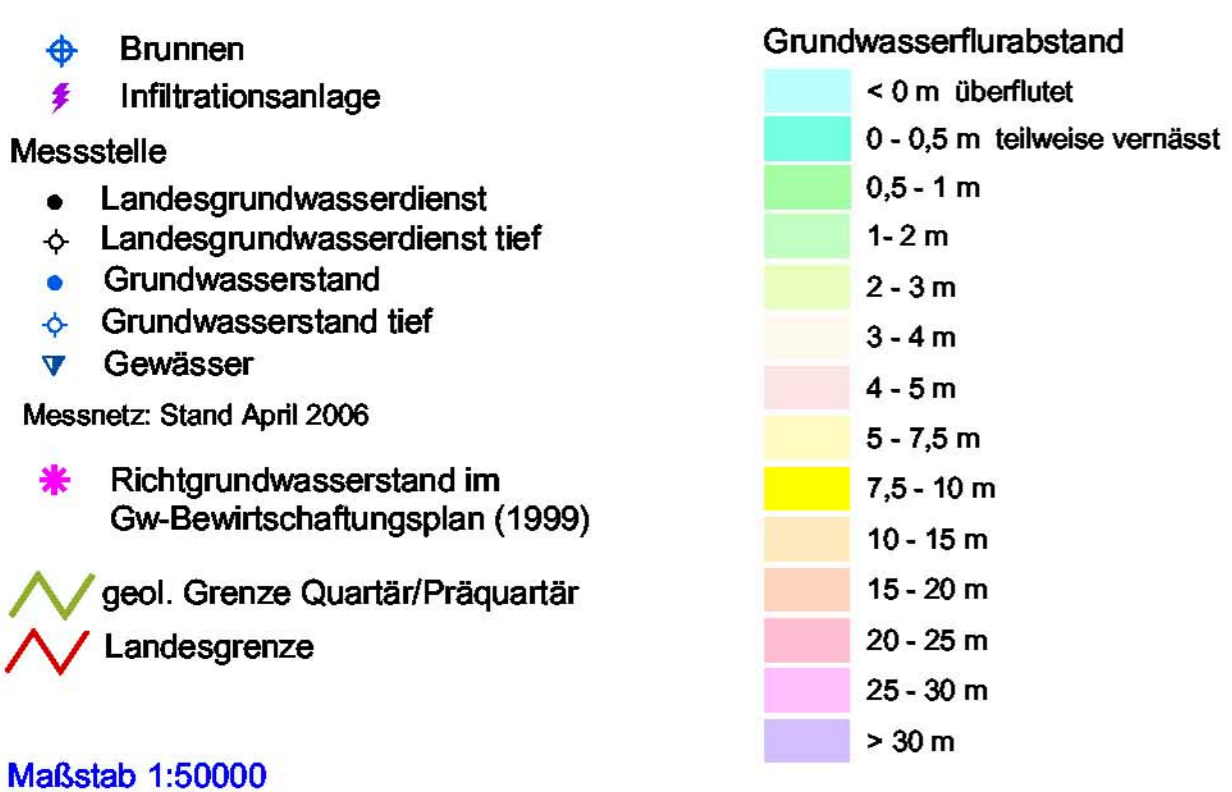 Brunnen
Infiltrationsanlage
Messstelle
Landesgrundwasserdienst
Landesgrundwasserdienst tief
Grundwasserstand
Grundwasserstand tief
Gewässer
Messnetz: Stand April 2006
Richtgrundwasserstand im
Gw-Bewirtschaftungsplan (1999)
geol. Grenze Quartär/Präquartär
Landesgrenze
Maßstab 1:50000
Grundwasserflurabstand
< 0 m überflutet
0 - 0,5 m teilweise vernässt
0,5 - 1 m
1- 2 m
2 - 3 m
3 - 4 m
4 - 5 m
5 - 7,5 m
7,5 - 10 m
10 - 15 m
15 - 20 m
20 - 25 m
25 - 30 m
> 30 m